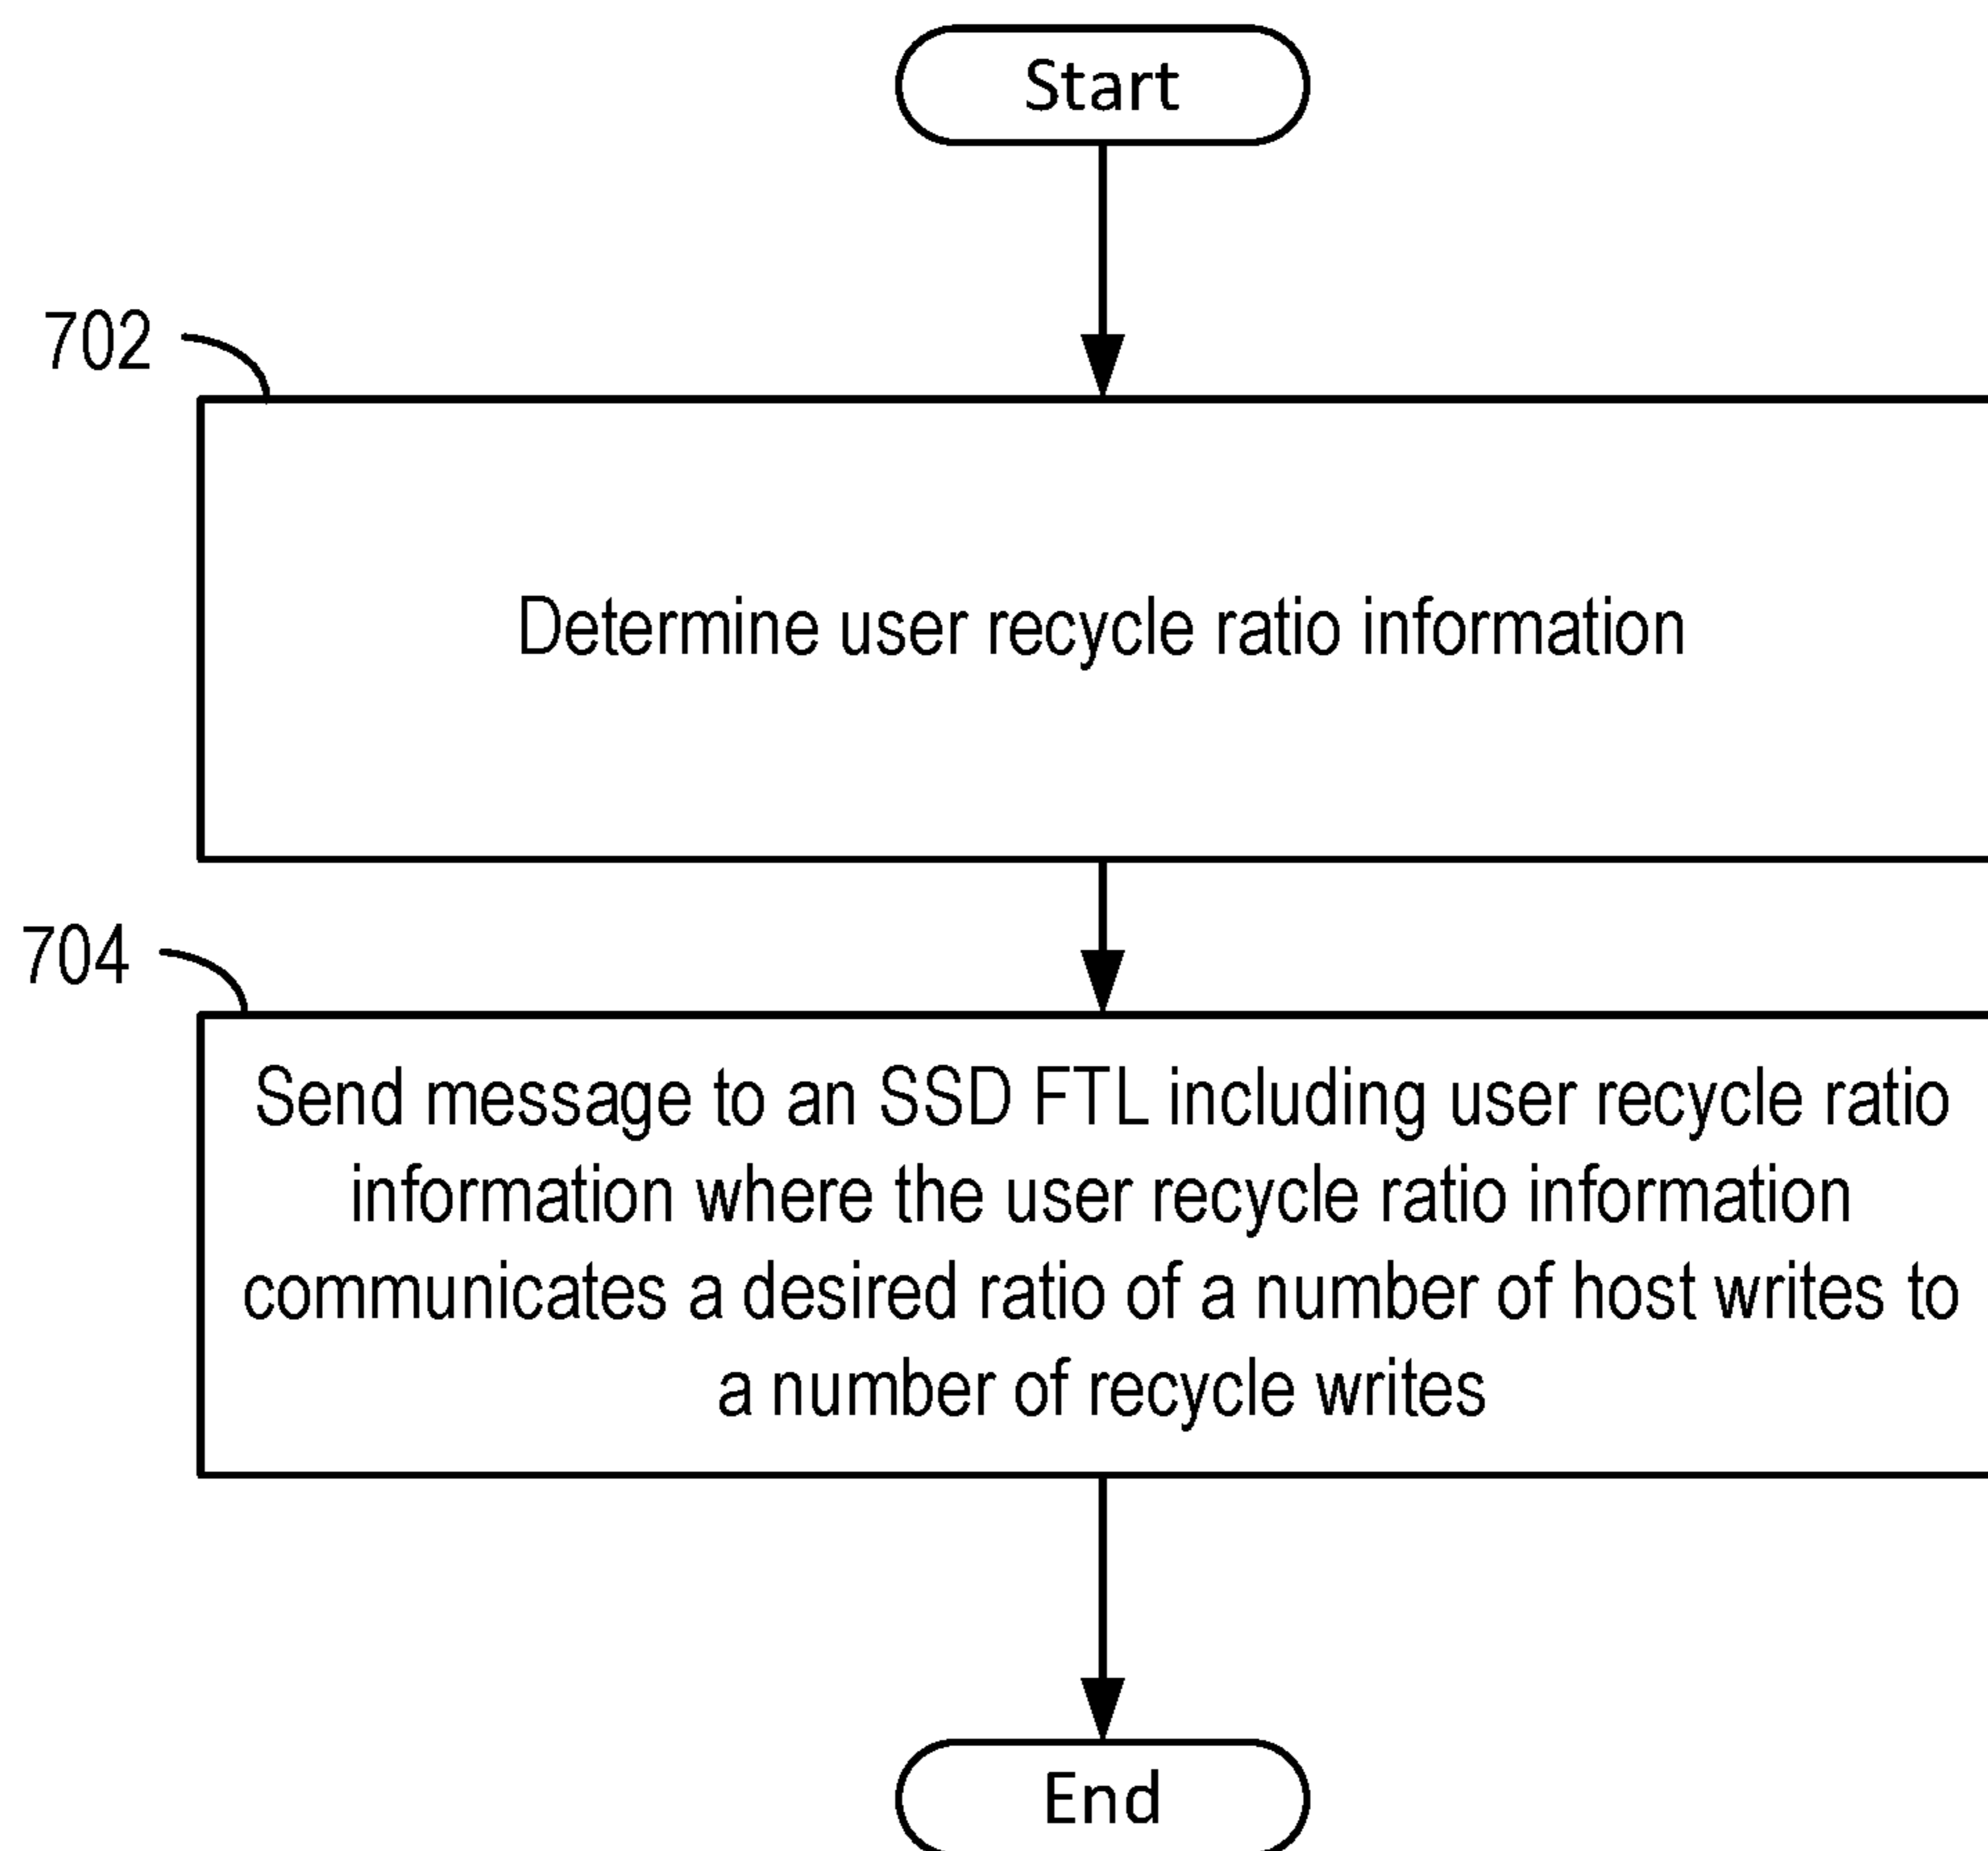 Start
702
Determine user recycle ratio information
704
Send message to an SSD FTL including user recycle ratio
information where the user recycle ratio information
communicates a desired ratio of a number of host writes to
a number of recycle writes
End